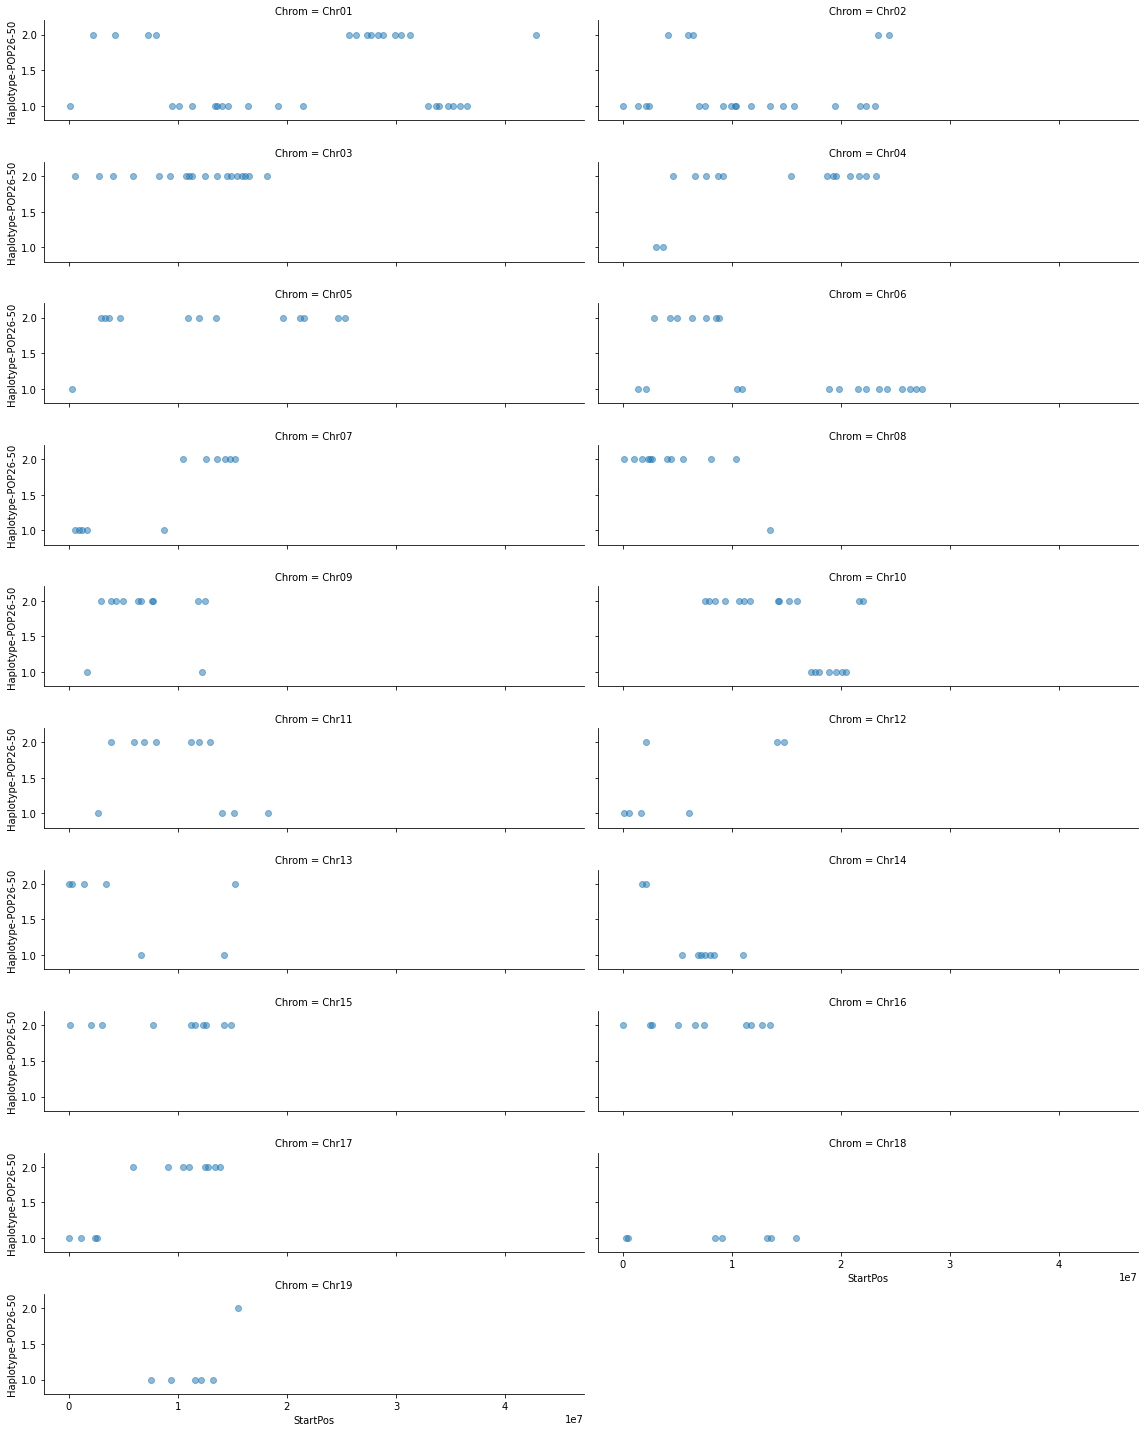 Chrom = Chr01
Chrom = Chr02
Haplotype-POP26-50
2.0
1.5
1.0
Chrom = Chr03
Chrom = Chr04
Haplotype-POP26-50
2.0
1.5
1.0
Chrom = Chr05
Chrom = Chr06
Haplotype-POP26-50
2.0
1.5
1.0
Chrom = Chr07
Chrom = Chr08
Haplotype-POP26-50
2.0
1.5
1.0
Chrom = Chr09
Chrom = Chr10
Haplotype-POP26-50
2.0
1.5
1.0
Chrom = Chr11
Chrom = Chr12
Haplotype-POP26-50
2.0
1.5
1.0
Chrom = Chr13
Chrom = Chr14
Haplotype-POP26-50
2.0
1.5
1.0
Chrom = Chr15
Chrom = Chr16
Haplotype-POP26-50
2.0
1.5
1.0
Chrom = Chr17
Chrom = Chr18
Haplotype-POP26-50
2.0
1.5
1.0
0 1 2 3 4
StartPos
1e7
Chrom = Chr19
Haplotype-POP26-50
2.0
1.5
1.0
0 1 2 3 4
StartPos
1e7